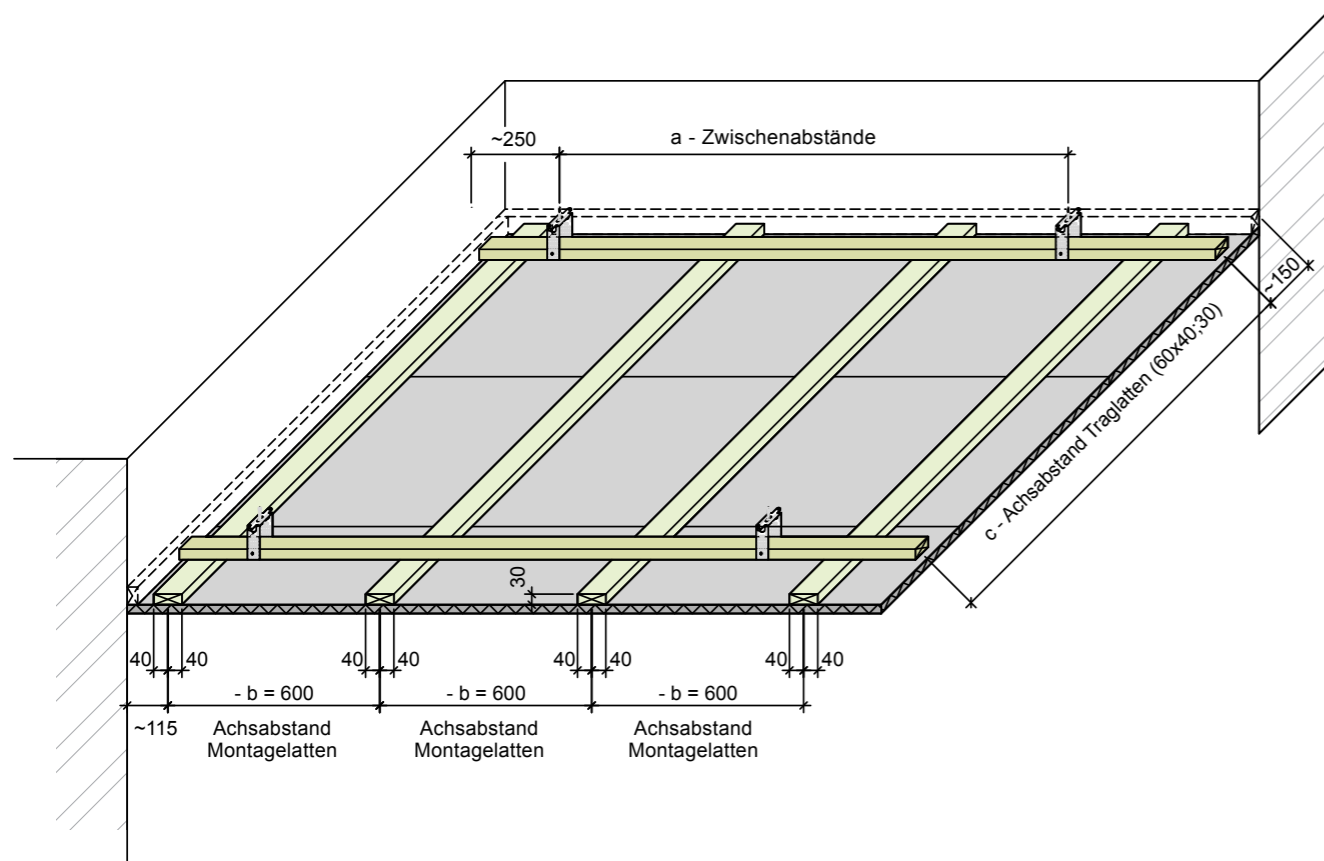 ~250
a - Zwischenabstände
~150
c - Achsabstand Traglatten (60x40;30)
30
40 40 40 40 40 40 40 40
- b = 600 - b = 600 - b = 600
~115
Achsabstand
Montagelatten
Achsabstand
Montagelatten
Achsabstand
Montagelatten